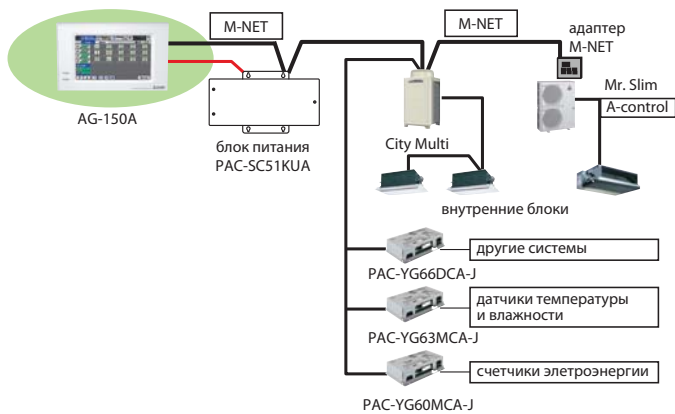 M-NET
M-NET
адаптер
M-NET
AG-150A
блок питания
PAC-SC51KUA
City Multi
Mr. Slim
A-control
внутренние блоки
другие системы
PAC-YG66DCA-J
датчики температуры
и влажности
PAC-YG63MCA-J
счетчики элетроэнергии
PAC-YG60MCA-J